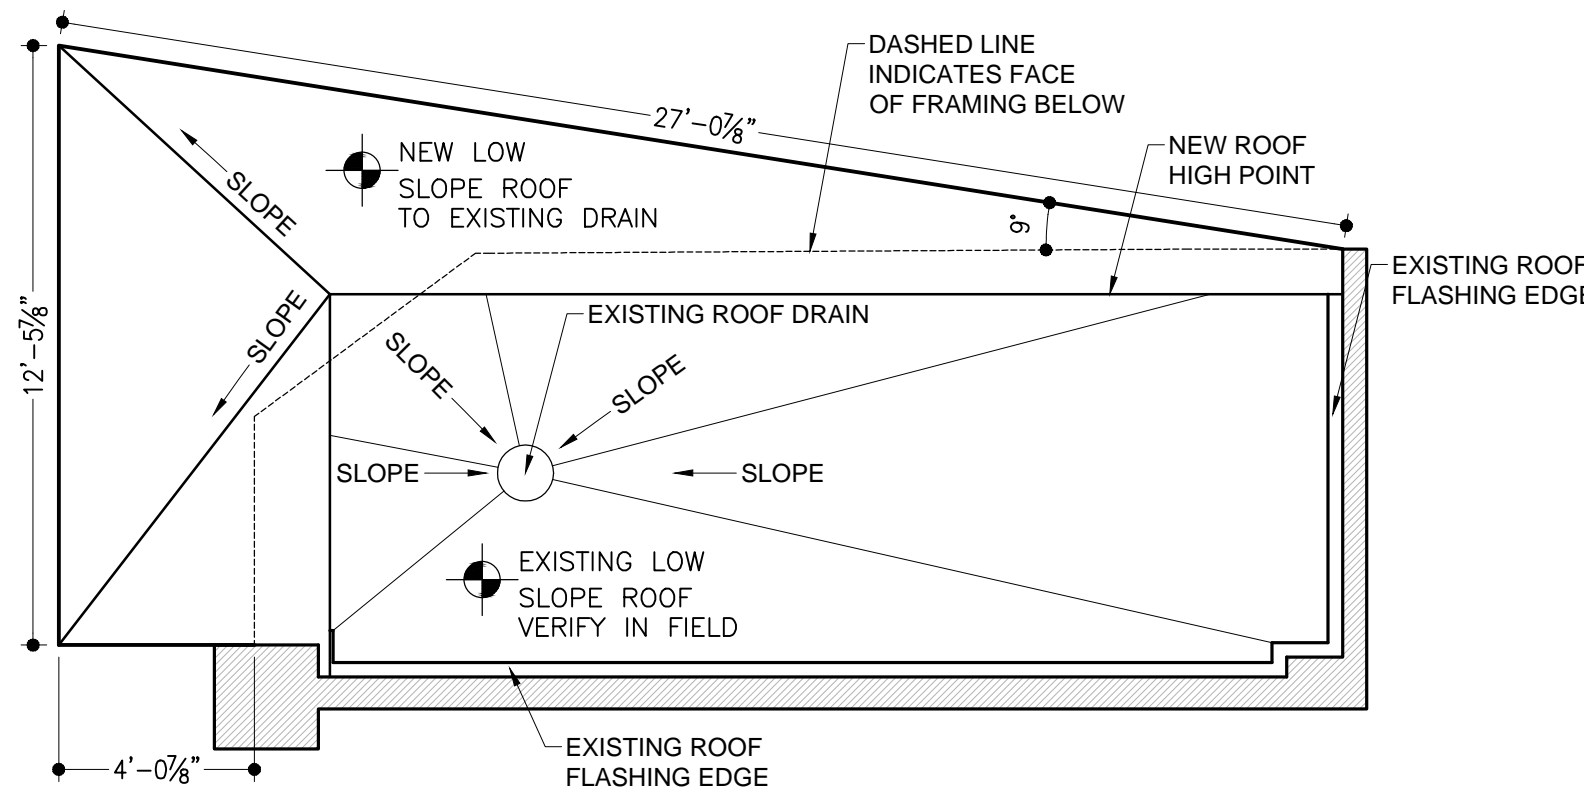 DASHED LINE
INDICATES FACE
OF FRAMING BELOW
27'-0⅞"
NEW ROOF
HIGH POINT
NEW LOW
SLOPE ROOF
TO EXISTING DRAIN
SLOPE
9°
EXISTING ROOF
FLASHING EDGE
12'-5⅞"
SLOPE
EXISTING ROOF DRAIN
SLOPE
SLOPE
SLOPE
SLOPE
EXISTING LOW
SLOPE ROOF
VERIFY IN FIELD
EXISTING ROOF
FLASHING EDGE
4'-0⅞"